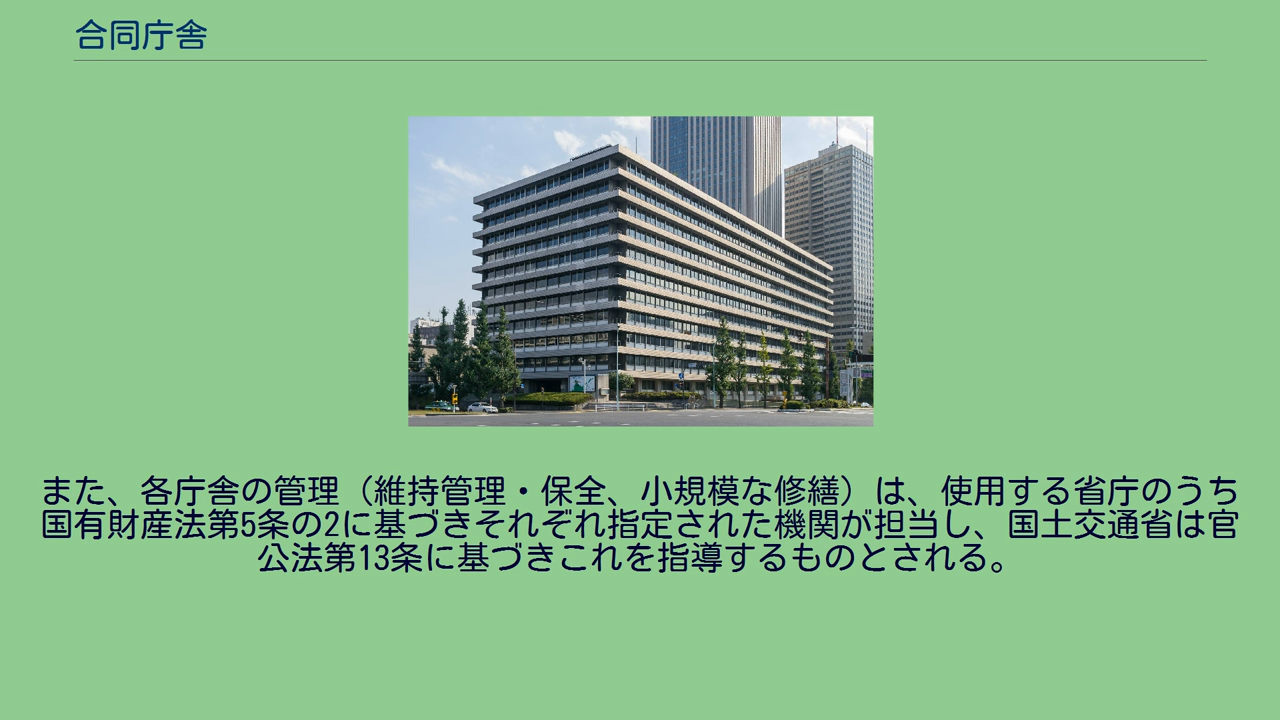 合同庁舎
また、各庁舎の管理（維持管理・保全、小規模な修繕）は、使用する省庁のうち
国有財産法第5条の2に基づきそれぞれ指定された機関が担当し、国土交通省は官
公法第13条に基づきこれを指導するものとされる。